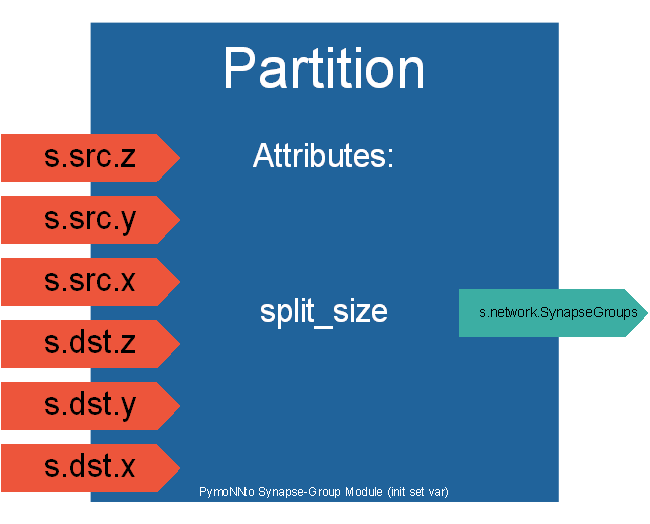 Partition
Attributes:
s.src.z
s.src.y
s.src.x
s.dst.z
s.dst.y
s.dst.x
split_size
s.network.SynapseGroups
PymoNNto Synapse-Group Module (init set var)